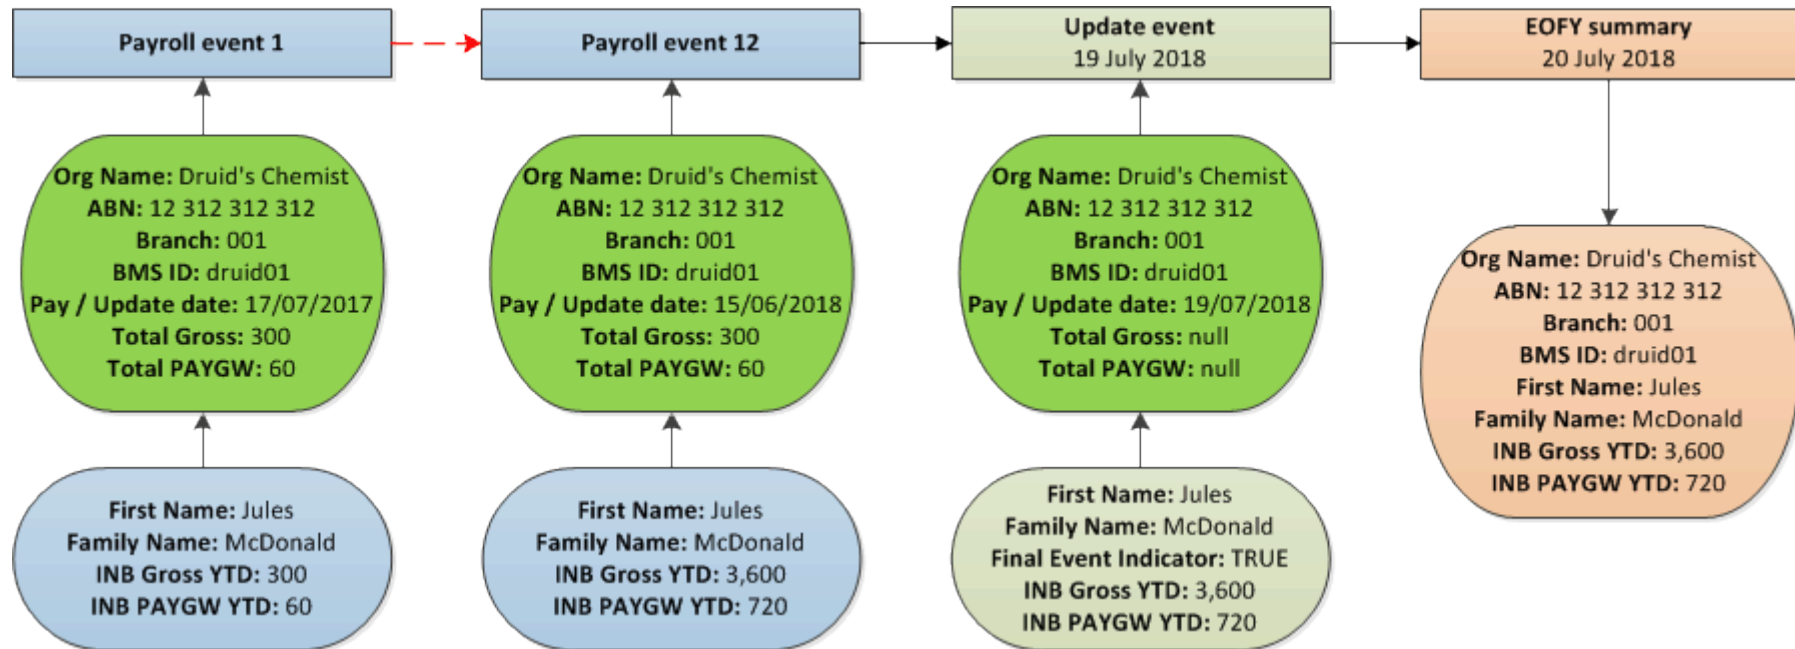 Payroll event 1
Payroll event 12
Update event
19 July 2018
EOFY summary
20 July 2018
Org Name: Druid's Chemist
ABN: 12 312 312 312
Branch: 001
BMS ID: druid01
Pay / Update date: 17/07/2017
Total Gross: 300
Total PAYGW: 60
Org Name: Druid's Chemist
ABN: 12 312 312 312
Branch: 001
BMS ID: druid01
Pay / Update date: 15/06/2018
Total Gross: 300
Total PAYGW: 60
Org Name: Druid's Chemist
ABN: 12 312 312 312
Branch: 001
BMS ID: druid01
Pay / Update date: 19/07/2018
Total Gross: null
Total PAYGW: null
Org Name: Druid's Chemist
ABN: 12 312 312 312
Branch: 001
BMS ID: druid01
First Name: Jules
Family Name: McDonald
INB Gross YTD: 3,600
INB PAYGW YTD: 720
First Name: Jules
Family Name: McDonald
INB Gross YTD: 300
INB PAYGW YTD: 60
First Name: Jules
Family Name: McDonald
INB Gross YTD: 3,600
INB PAYGW YTD: 720
First Name: Jules
Family Name: McDonald
Final Event Indicator: TRUE
INB Gross YTD: 3,600
INB PAYGW YTD: 720